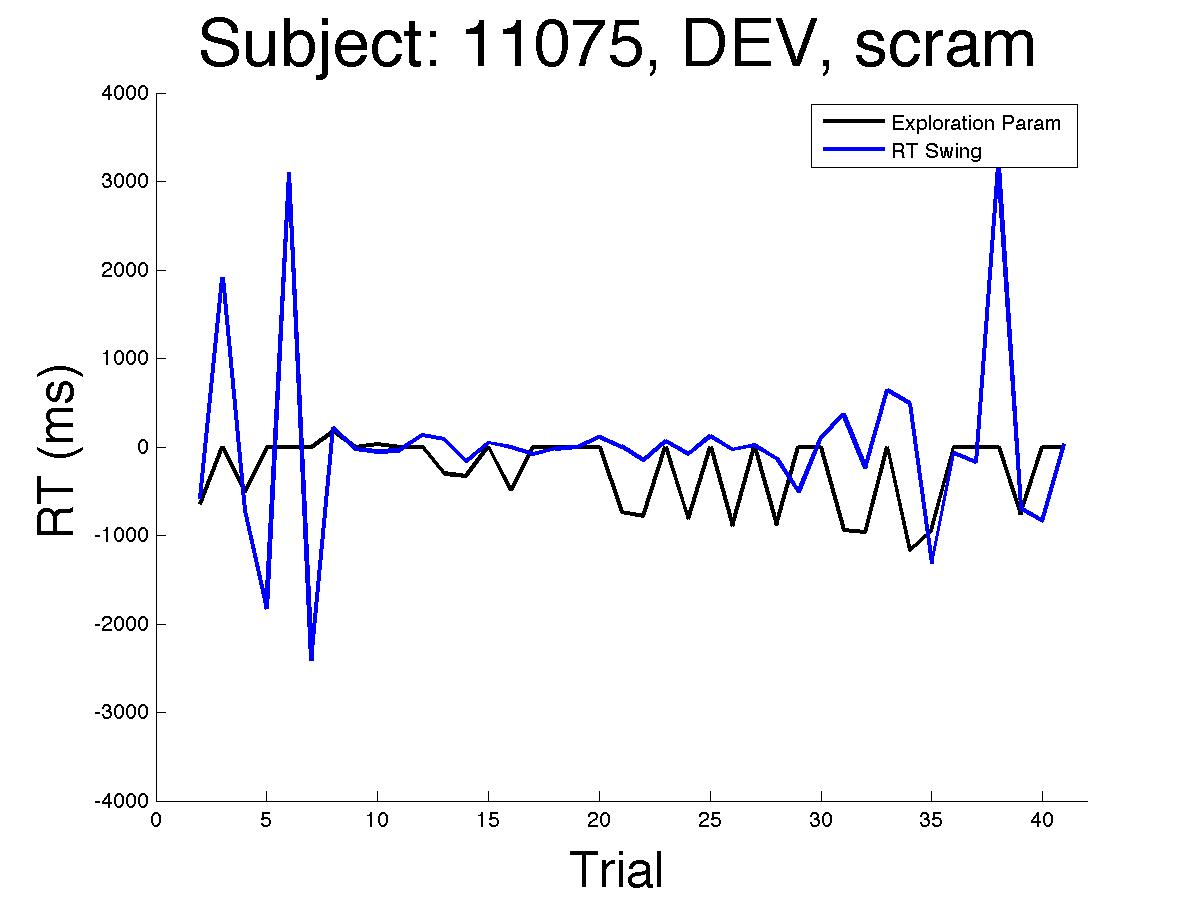 Subject: 11075, DEV, scram
4000
3000
2000
1000
0
-1000
-2000
-3000
-4000
RT (ms)
Exploration Param
RT Swing
0 5 10 15 20 25 30 35 40
Trial